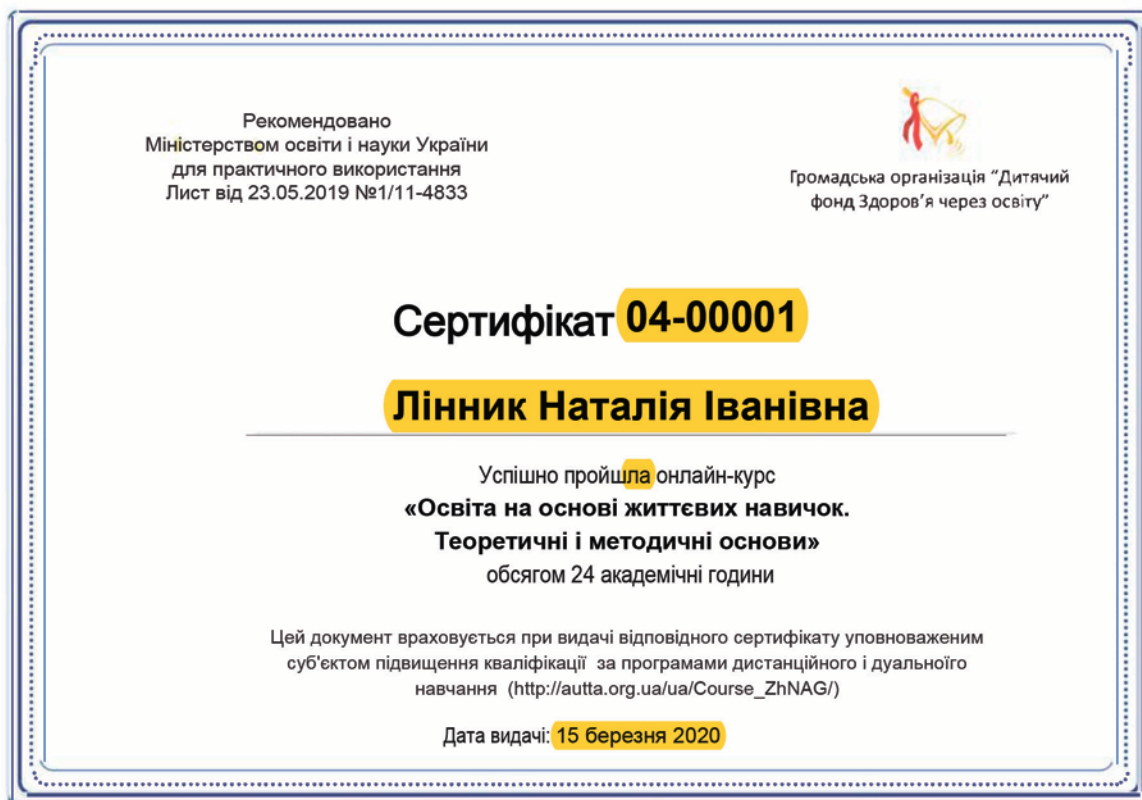 Рекомендовано
Міністерством освіти і науки України
для практичного використання
Лист від 23.05.2019 №1/11-4833
Громадська організація “Дитячий
фонд Здоров’я через освіту”
Сертифікат 04-00001
Лінник Наталія Іванівна
Успішно пройшла онлайн-курс
«Освіта на основі життєвих навичок.
Теоретичні і методичні основи»
обсягом 24 академічні години
Цей документ враховується при видачі відповідного сертифікату уповноваженим
суб'єктом підвищення кваліфікації за програмами дистанційного і дуальноїго
навчання (http://autta.org.ua/ua/Course_ZhNAG/)
Дата видачі: 15 березня 2020